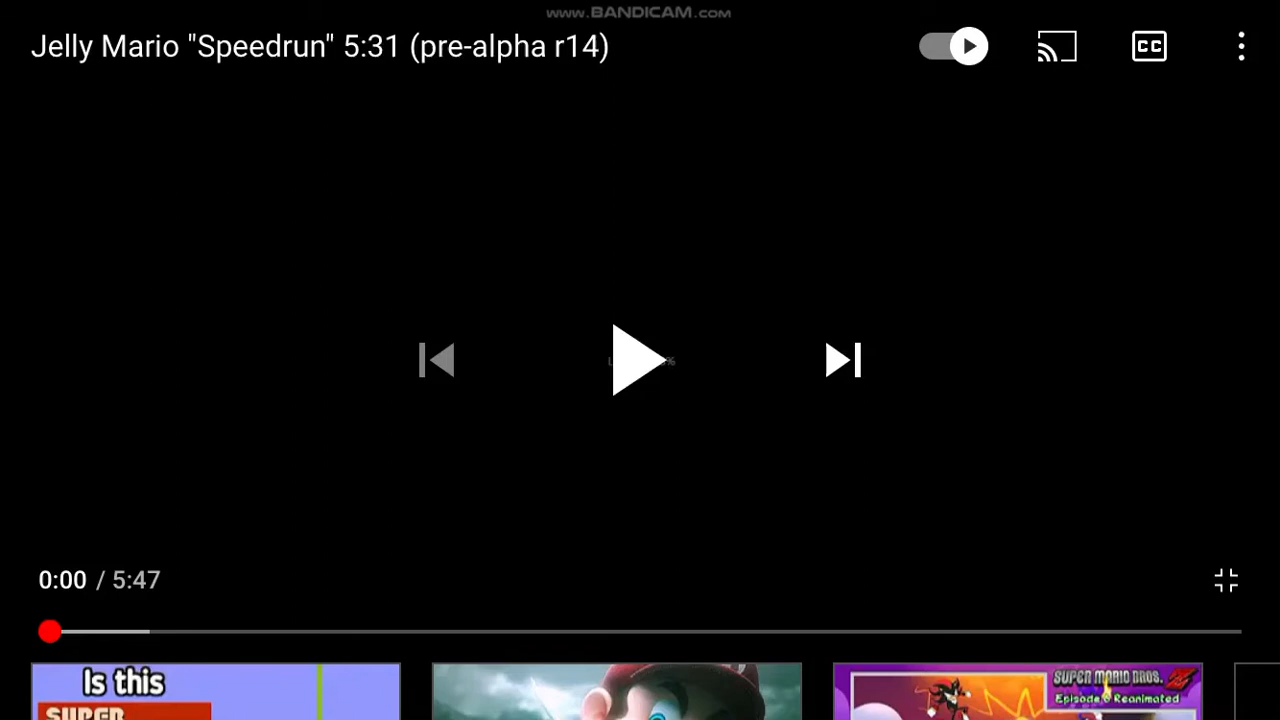 www.BANDICAM.com
Jelly Mario "Speedrun" 5:31 (pre-alpha r14)
CC
0:00 / 5:47
Is this
SUPER
SUPER MARIO BROS. Z
Episode Reanimated